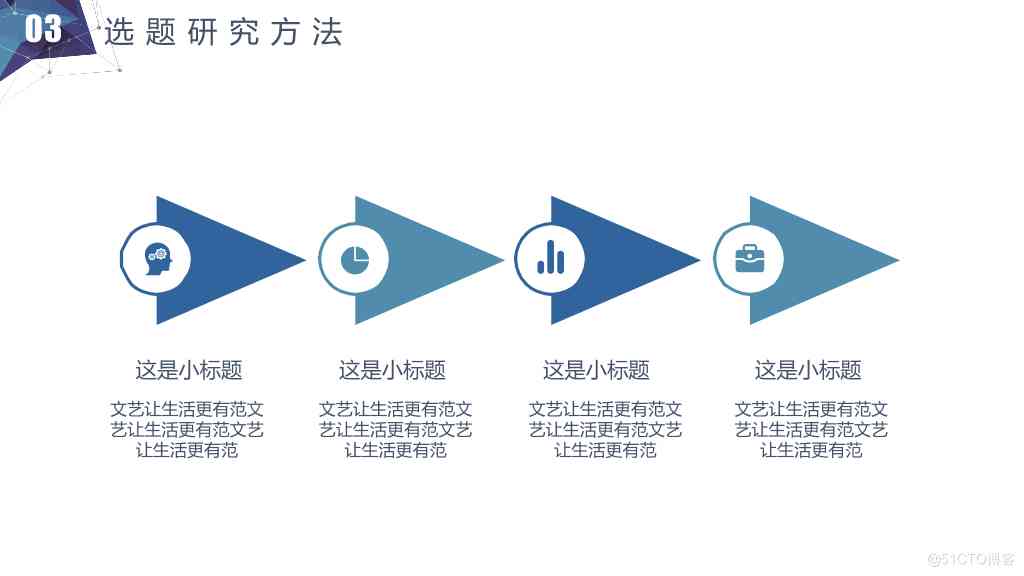 03
选题研究方法
这是小标题
文艺让生活更有范文
艺让生活更有范文艺
让生活更有范
这是小标题
文艺让生活更有范文
艺让生活更有范文艺
让生活更有范
这是小标题
文艺让生活更有范文
艺让生活更有范文艺
让生活更有范
这是小标题
文艺让生活更有范文
艺让生活更有范文艺
让生活更有范
@51CTO博客